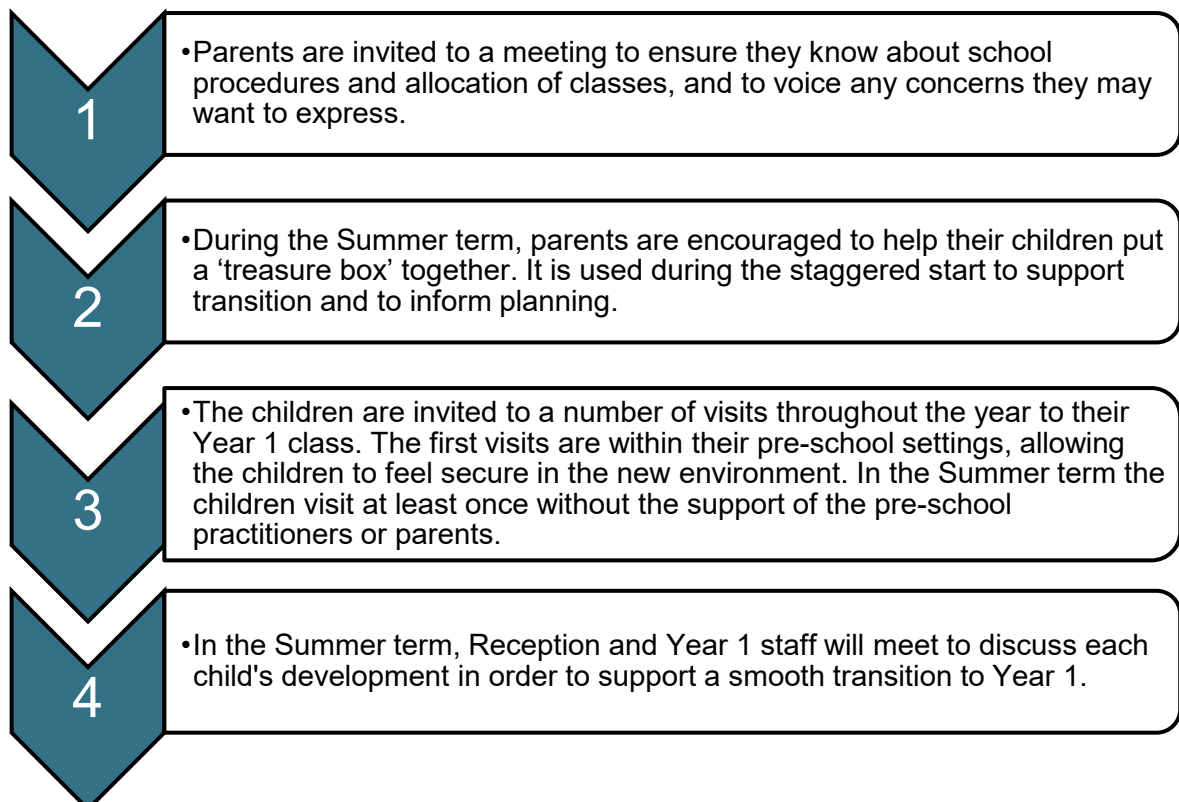 1
•Parents are invited to a meeting to ensure they know about school
procedures and allocation of classes, and to voice any concerns they may
want to express.
2
•During the Summer term, parents are encouraged to help their children put
a ‘treasure box’ together. It is used during the staggered start to support
transition and to inform planning.
3
•The children are invited to a number of visits throughout the year to their
Year 1 class. The first visits are within their pre-school settings, allowing
the children to feel secure in the new environment. In the Summer term the
children visit at least once without the support of the pre-school
practitioners or parents.
4
•In the Summer term, Reception and Year 1 staff will meet to discuss each
child's development in order to support a smooth transition to Year 1.